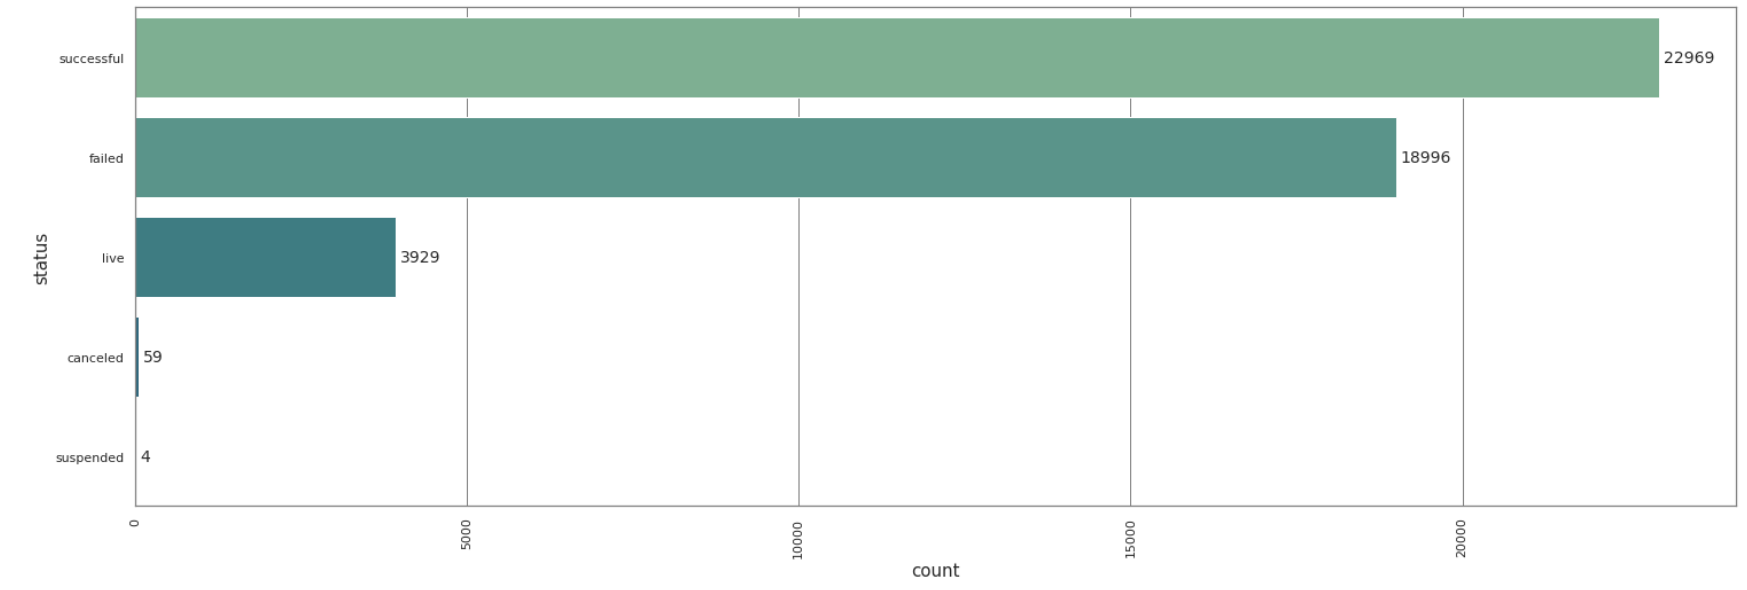 successful
22969
failed
18996
live
3929
canceled
59
suspended
4
status
0
5000
10000
15000
20000
count